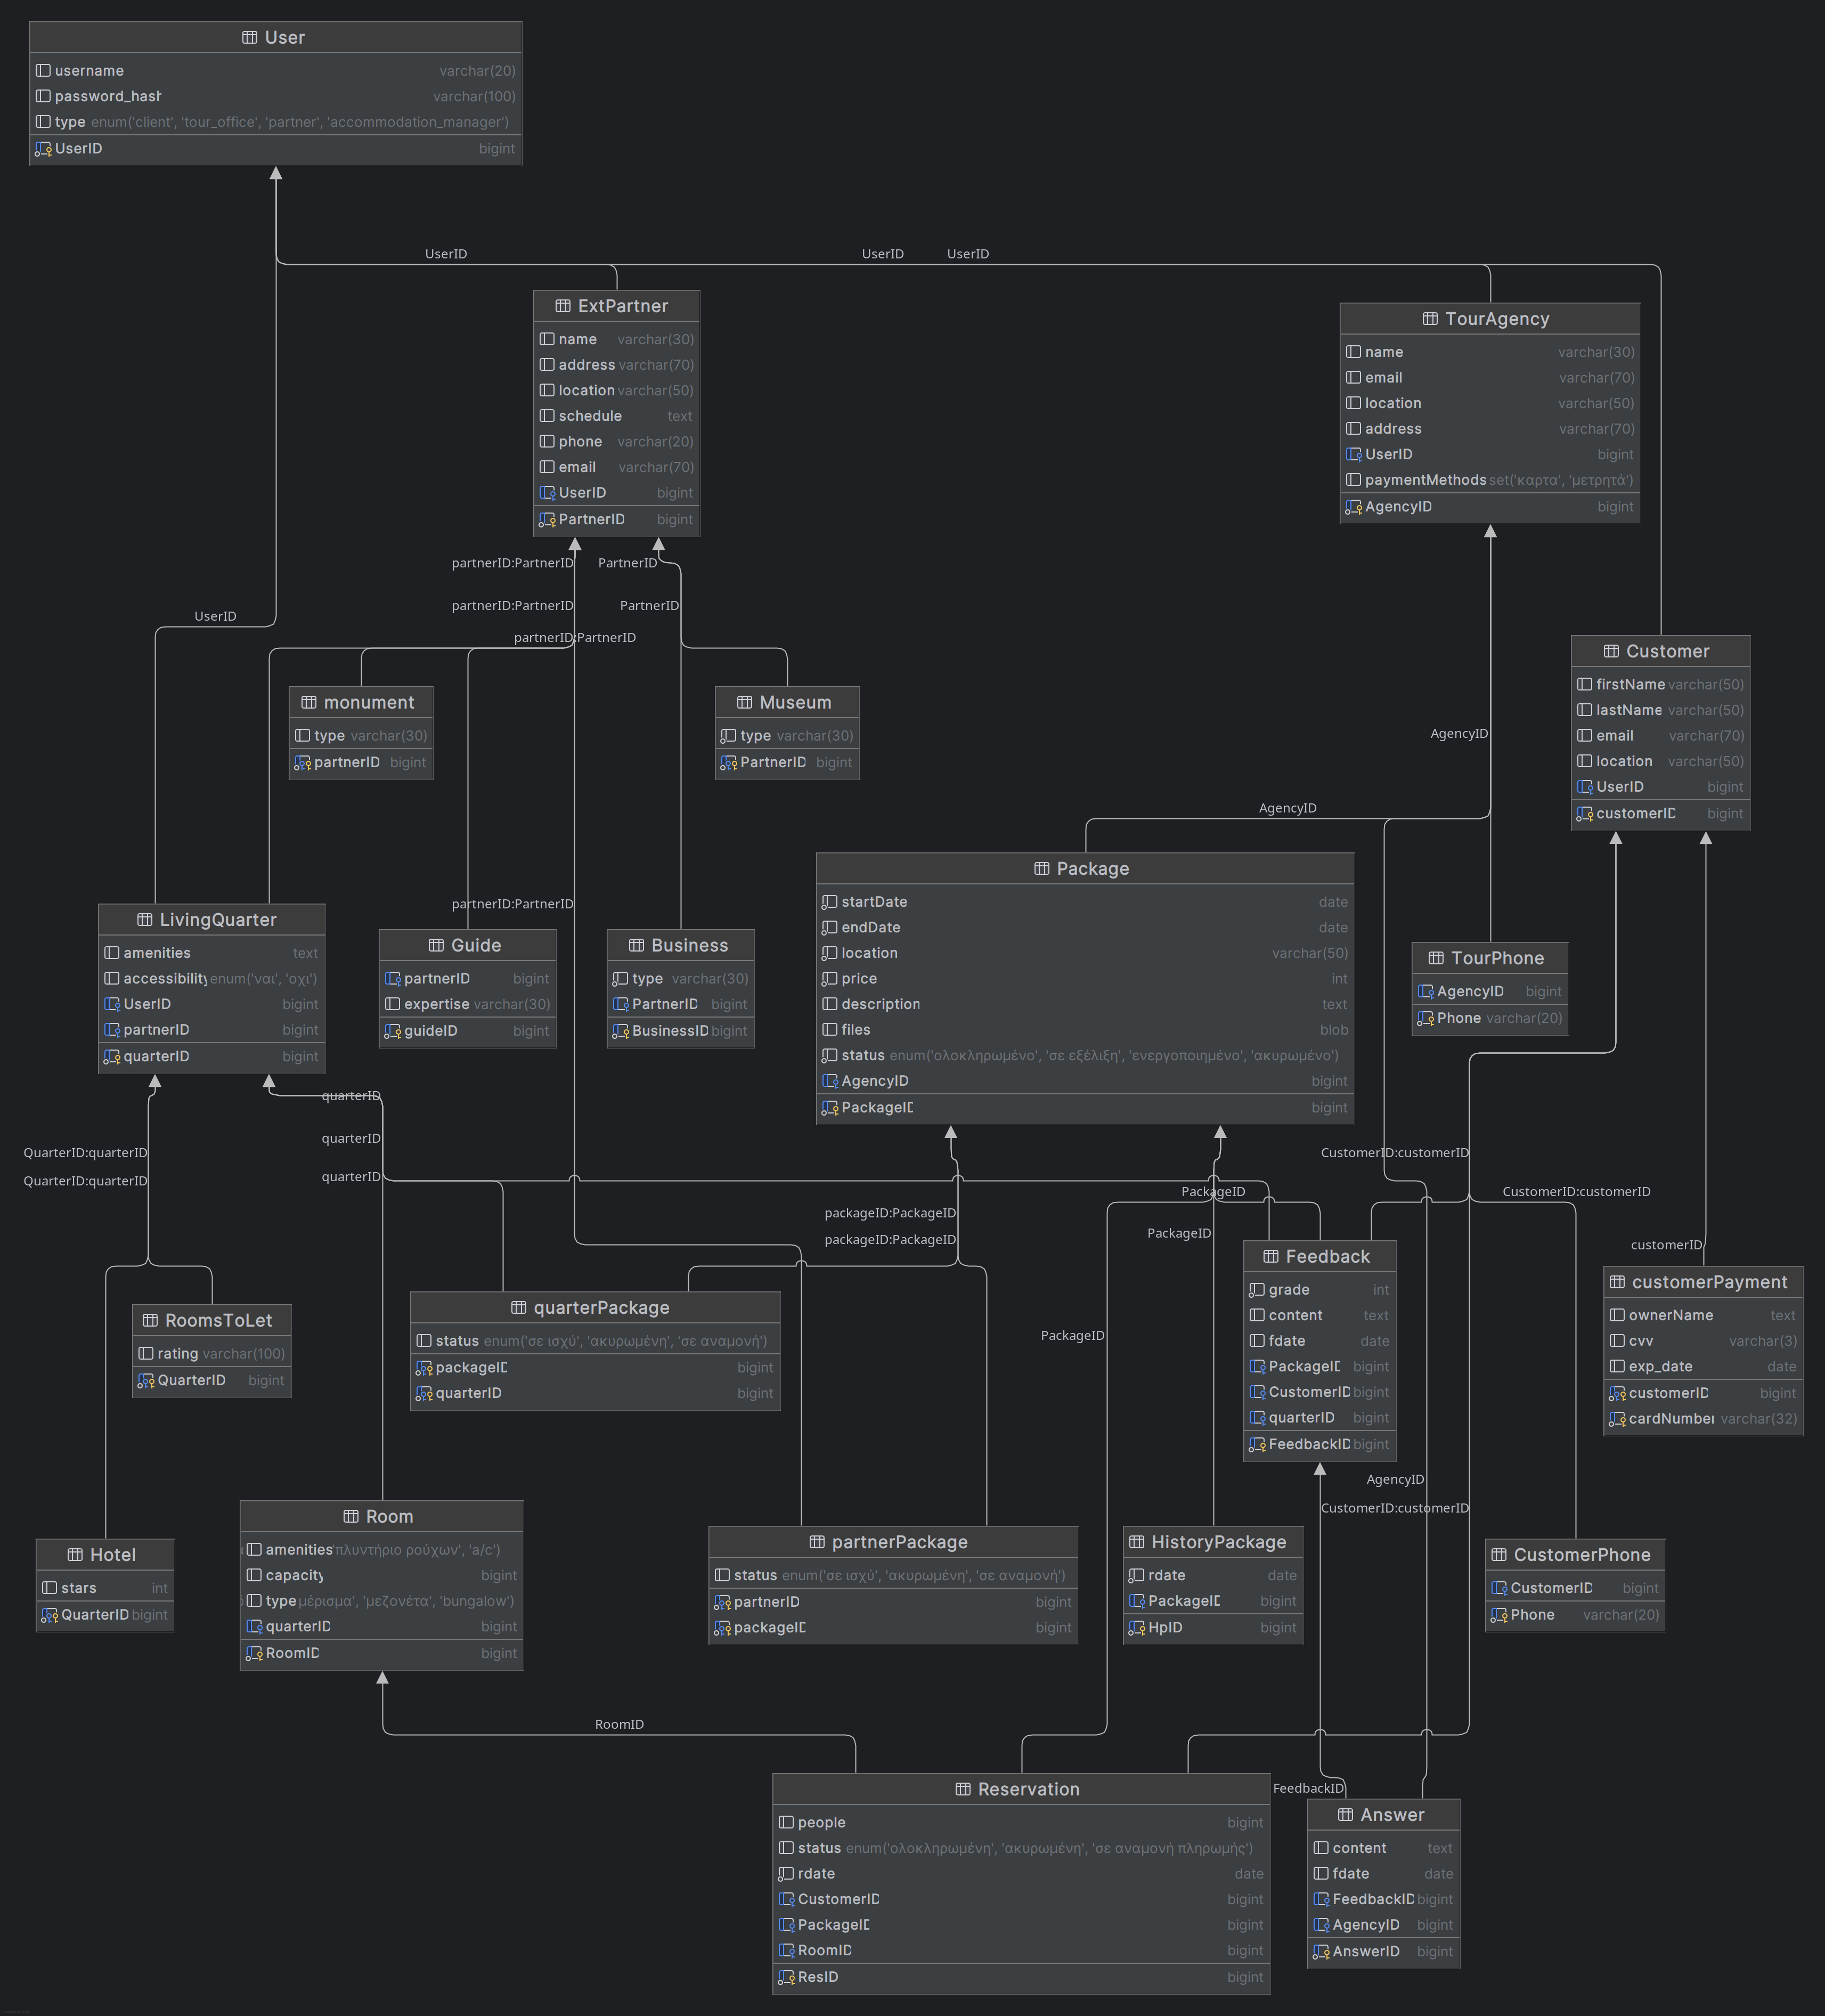 User
username varchar(20)
password_hash varchar(100)
type enum('client', 'tour_office', 'partner', 'accommodation_manager')
UserID bigint
UserID UserID UserID
ExtPartner
name varchar(30)
address varchar(70)
location varchar(50)
schedule text
phone varchar(20)
email varchar(70)
UserID bigint
PartnerID bigint
TourAgency
name varchar(30)
email varchar(70)
location varchar(50)
address varchar(70)
UserID bigint
paymentMethods set('καρτα', 'μετρητά')
AgencyID bigint
partnerID:PartnerID PartnerID
partnerID:PartnerID PartnerID
UserID
partnerID:PartnerID
Customer
firstName varchar(50)
lastName varchar(50)
email varchar(70)
location varchar(50)
UserID bigint
customerID bigint
monument
type varchar(30)
partnerID bigint
Museum
type varchar(30)
PartnerID bigint
AgencyID
AgencyID
Package
startDate date
endDate date
location varchar(50)
price int
description text
files blob
status enum('ολοκληρωμένο', 'σε εξέλιξη', 'ενεργοποιημένο', 'ακυρωμένο')
AgencyID bigint
PackageID bigint
partnerID:PartnerID
LivingQuarter
amenities text
accessibility enum('ναι', 'οχι')
UserID bigint
partnerID bigint
quarterID bigint
Guide
partnerID bigint
expertise varchar(30)
guideID bigint
Business
type varchar(30)
PartnerID bigint
BusinessID bigint
TourPhone
AgencyID bigint
Phone varchar(20)
quarterID
quarterID
QuarterID:quarterID
CustomerID:customerID
quarterID
QuarterID:quarterID
PackageID
CustomerID:customerID
packageID:PackageID
PackageID
packageID:PackageID
customerID
Feedback
grade int
content text
fdate date
PackageID bigint
CustomerID bigint
quarterID bigint
FeedbackID bigint
customerPayment
ownerName text
cvv varchar(3)
exp_date date
customerID bigint
cardNumber varchar(32)
RoomsToLet
rating varchar(100)
QuarterID bigint
quarterPackage
status enum('σε ισχύ', 'ακυρωμένη', 'σε αναμονή')
packageID bigint
quarterID bigint
PackageID
AgencyID
CustomerID:customerID
Hotel
stars int
QuarterID bigint
Room
amenities 'πλυντήριο ρούχων', 'a/c')
capacity bigint
type μέρισμα', 'μεζονέτα', 'bungalow')
quarterID bigint
RoomID bigint
partnerPackage
status enum('σε ισχύ', 'ακυρωμένη', 'σε αναμονή')
partnerID bigint
packageID bigint
HistoryPackage
rdate date
PackageID bigint
HpID bigint
CustomerPhone
CustomerID bigint
Phone varchar(20)
RoomID
Reservation
people bigint
status enum('ολοκληρωμένη', 'ακυρωμένη', 'σε αναμονή πληρωμής')
rdate date
CustomerID bigint
PackageID bigint
RoomID bigint
ResID bigint
FeedbackID
Answer
content text
fdate date
FeedbackID bigint
AgencyID bigint
AnswerID bigint